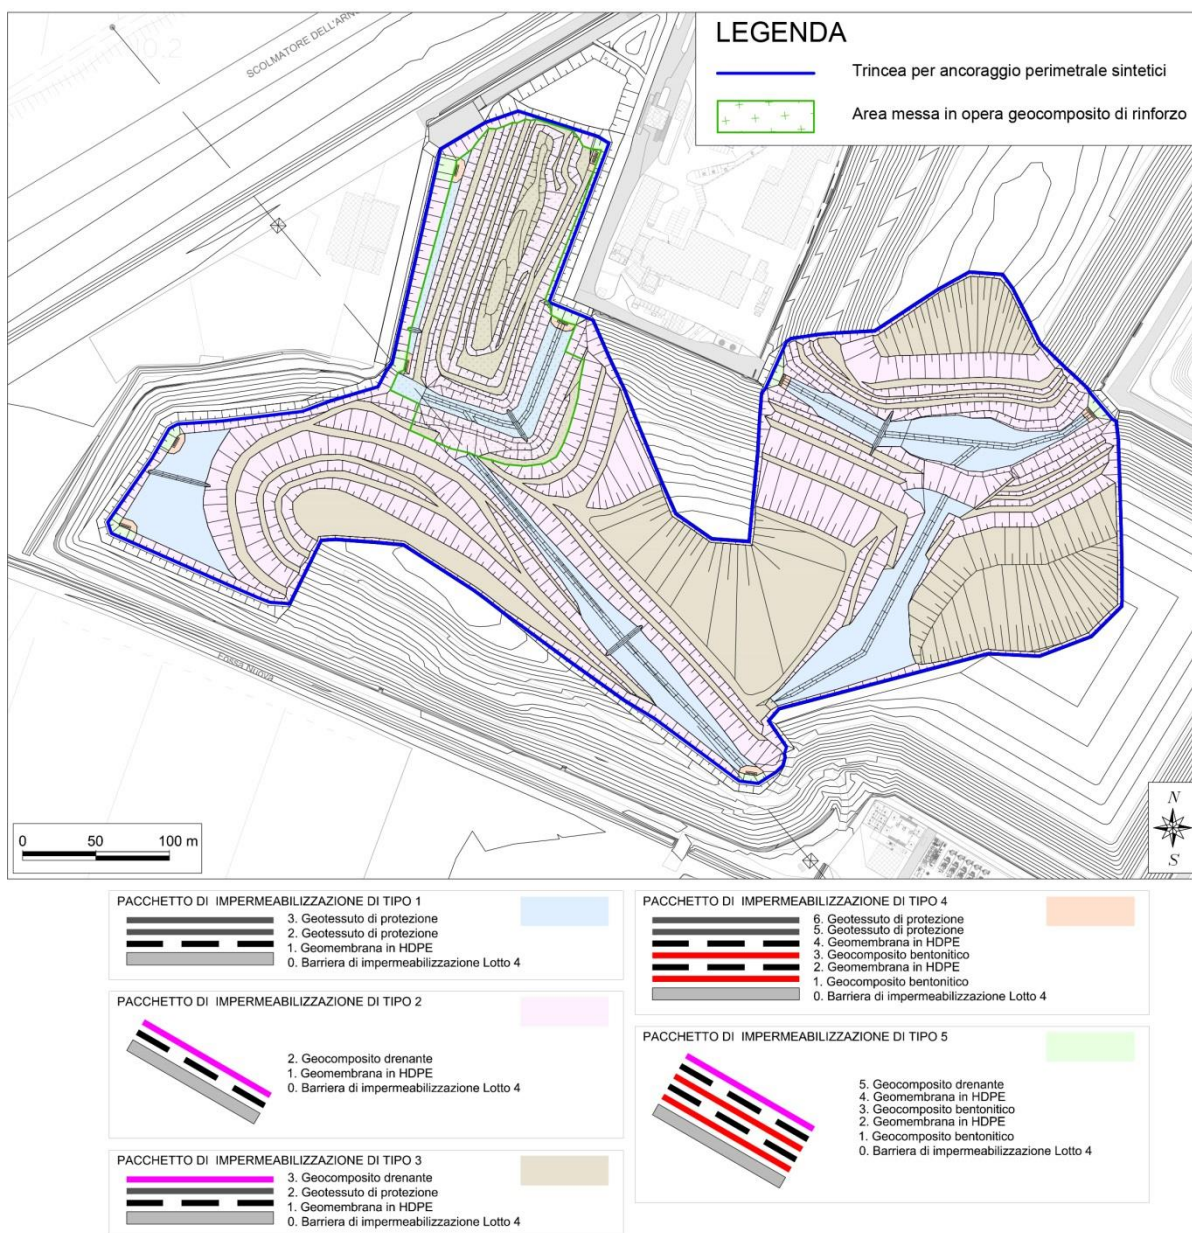 0.2
SCOLMATORE DELL'ARNO
LEGENDA
Trincea per ancoraggio perimetrale sintetici
Area messa in opera geocomposito di rinforzo
Fossa Nuova
0 50 100 m
N
S
PACCHETTO DI IMPERMEABILIZZAZIONE DI TIPO 1
3. Geotessuto di protezione
2. Geotessuto di protezione
1. Geomembrana in HDPE
0. Barriera di impermeabilizzazione Lotto 4
PACCHETTO DI IMPERMEABILIZZAZIONE DI TIPO 2
2. Geocomposito drenante
1. Geomembrana in HDPE
0. Barriera di impermeabilizzazione Lotto 4
PACCHETTO DI IMPERMEABILIZZAZIONE DI TIPO 3
3. Geocomposito drenante
2. Geotessuto di protezione
1. Geomembrana in HDPE
0. Barriera di impermeabilizzazione Lotto 4
PACCHETTO DI IMPERMEABILIZZAZIONE DI TIPO 4
6. Geotessuto di protezione
5. Geotessuto di protezione
4. Geomembrana in HDPE
3. Geocomposito bentonitico
2. Geomembrana in HDPE
1. Geocomposito bentonitico
0. Barriera di impermeabilizzazione Lotto 4
PACCHETTO DI IMPERMEABILIZZAZIONE DI TIPO 5
5. Geocomposito drenante
4. Geomembrana in HDPE
3. Geocomposito bentonitico
2. Geomembrana in HDPE
1. Geocomposito bentonitico
0. Barriera di impermeabilizzazione Lotto 4